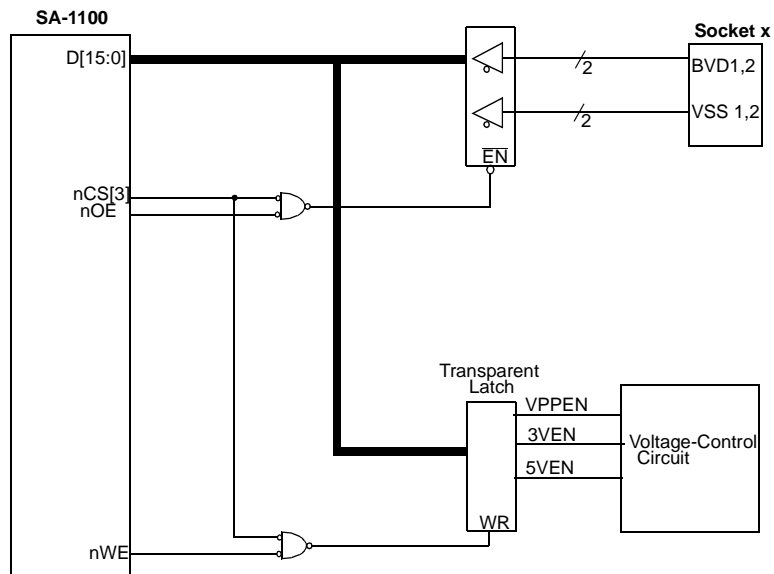 SA-1100
Socket x
D[15:0]
BVD1,2
2
VSS 1,2
2
EN
nCS[3]
nOE
Transparent
Latch
VPPEN
3VEN
Voltage-Control
Circuit
5VEN
WR
nWE